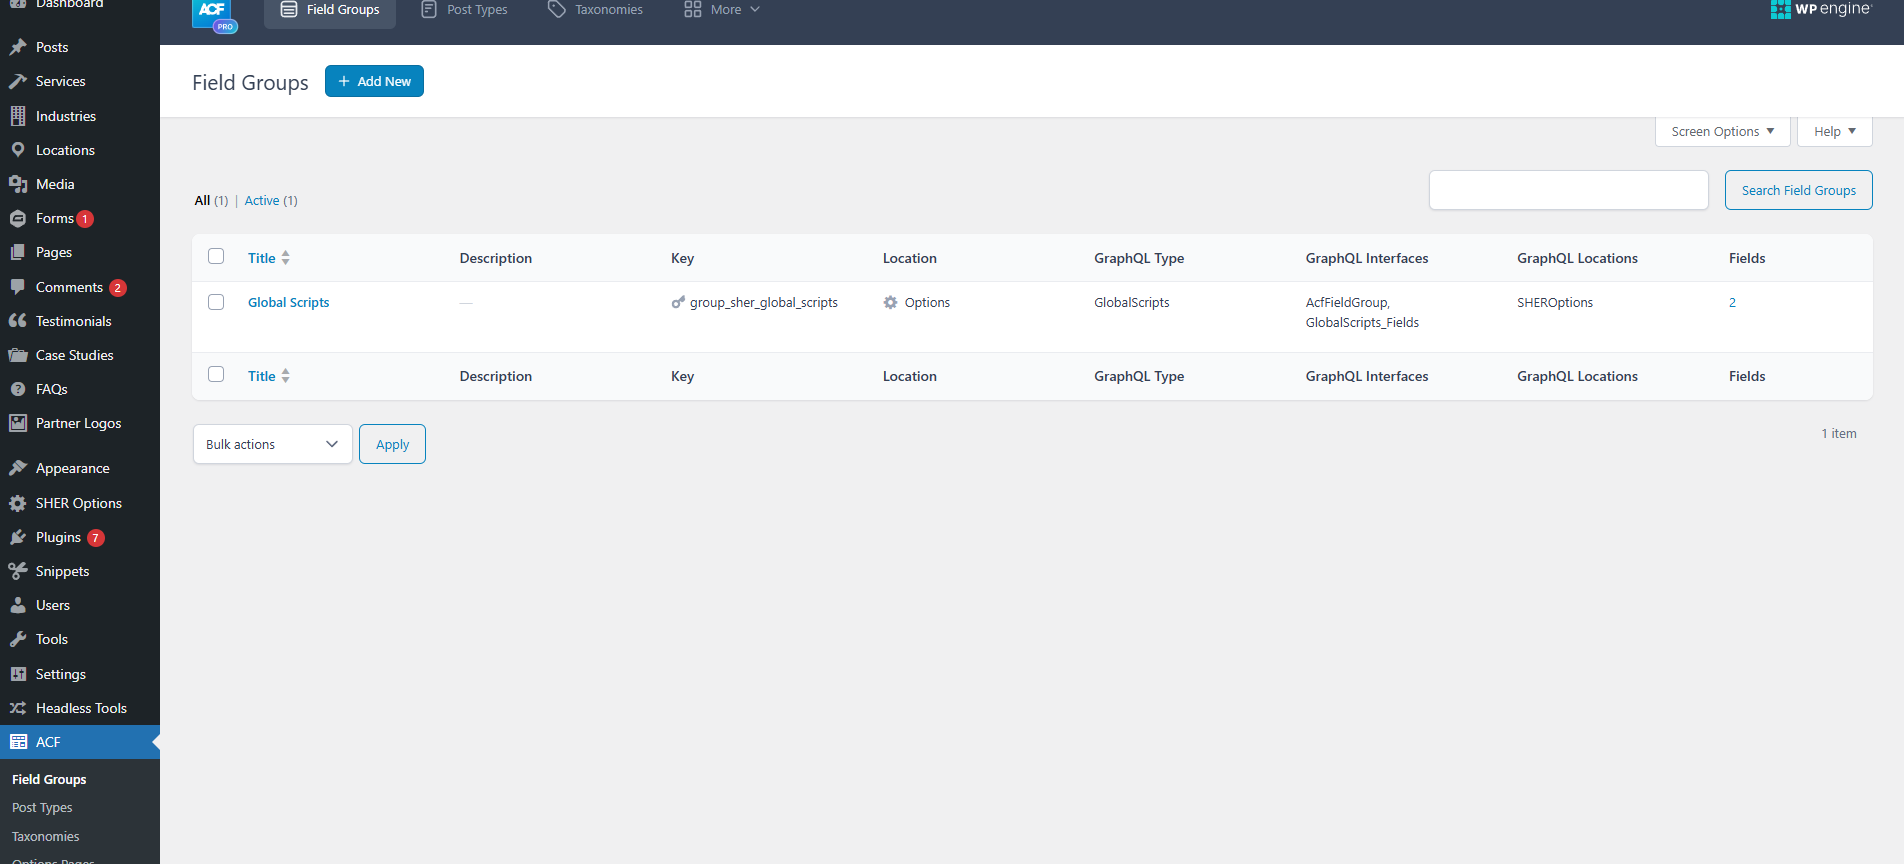 Dashboard
Posts
Services
Industries
Locations
Media
Forms 1
Pages
Comments 2
Testimonials
Case Studies
FAQs
Partner Logos
Appearance
SHER Options
Plugins 7
Snippets
Users
Tools
Settings
Headless Tools
ACF
Field Groups
Post Types
Taxonomies
Options Pages
ACF PRO Field Groups Post Types Taxonomies More WP engine
Field Groups + Add New
Screen Options Help
All (1) | Active (1) Search Field Groups
Title Description Key Location GraphQL Type GraphQL Interfaces GraphQL Locations Fields
Global Scripts — group_sher_global_scripts Options GlobalScripts AcfFieldGroup, SHEROptions 2
GlobalScripts_Fields
Title Description Key Location GraphQL Type GraphQL Interfaces GraphQL Locations Fields
Bulk actions Apply 1 item